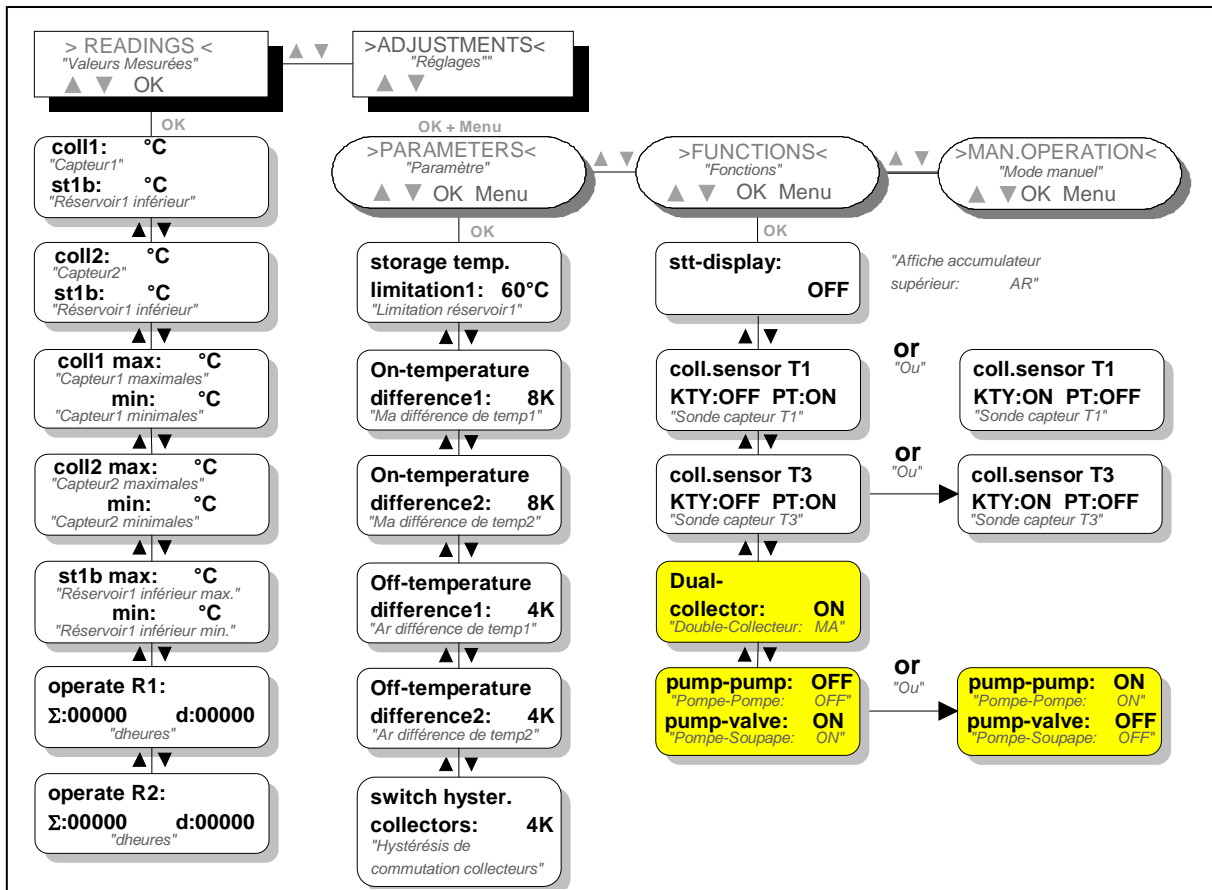 > READINGS <
"Valeurs Mesurées"
▲ ▼ OK
▲ ▼
>ADJUSTMENTS<
"Réglages""
▲ ▼
OK
coll1: °C
"Capteur1"
st1b: °C
"Réservoir1 inférieur"
▲ ▼
coll2: °C
"Capteur2"
st1b: °C
"Réservoir1 inférieur"
▲ ▼
coll1 max: °C
"Capteur1 maximales"
min: °C
"Capteur1 minimales"
▲ ▼
coll2 max: °C
"Capteur2 maximales"
min: °C
"Capteur2 minimales"
▲ ▼
st1b max: °C
"Réservoir1 inférieur max."
min: °C
"Réservoir1 inférieur min."
▲ ▼
operate R1:
Σ:00000 d:00000
"dheures"
▲ ▼
operate R2:
Σ:00000 d:00000
"dheures"
OK + Menu
>PARAMETERS<
"Paramètre"
▲ ▼ OK Menu
OK
storage temp.
limitation1: 60°C
"Limitation réservoir1"
▲ ▼
On-temperature
difference1: 8K
"Ma différence de temp1"
▲ ▼
On-temperature
difference2: 8K
"Ma différence de temp2"
▲ ▼
Off-temperature
difference1: 4K
"Ar différence de temp1"
▲ ▼
Off-temperature
difference2: 4K
"Ar différence de temp2"
▲ ▼
switch hyster.
collectors: 4K
"Hystérésis de
commutation collecteurs"
▲ ▼
>FUNCTIONS<
"Fonctions"
▲ ▼ OK Menu
OK
stt-display:
OFF
"Affiche accumulateur
supérieur: AR"
▲ ▼
coll.sensor T1
KTY:OFF PT:ON
"Sonde capteur T1"
or
"Ou"
coll.sensor T1
KTY:ON PT:OFF
"Sonde capteur T1"
▲ ▼
coll.sensor T3
KTY:OFF PT:ON
"Sonde capteur T3"
or
"Ou"
coll.sensor T3
KTY:ON PT:OFF
"Sonde capteur T3"
▲ ▼
Dual-
collector: ON
"Double-Collecteur: MA"
▲ ▼
pump-pump: OFF
"Pompe-Pompe: OFF"
pump-valve: ON
"Pompe-Soupape: ON"
or
"Ou"
pump-pump: ON
"Pompe-Pompe: ON"
pump-valve: OFF
"Pompe-Soupape: OFF"
▲ ▼
>MAN.OPERATION<
"Mode manuel"
▲ ▼OK Menu